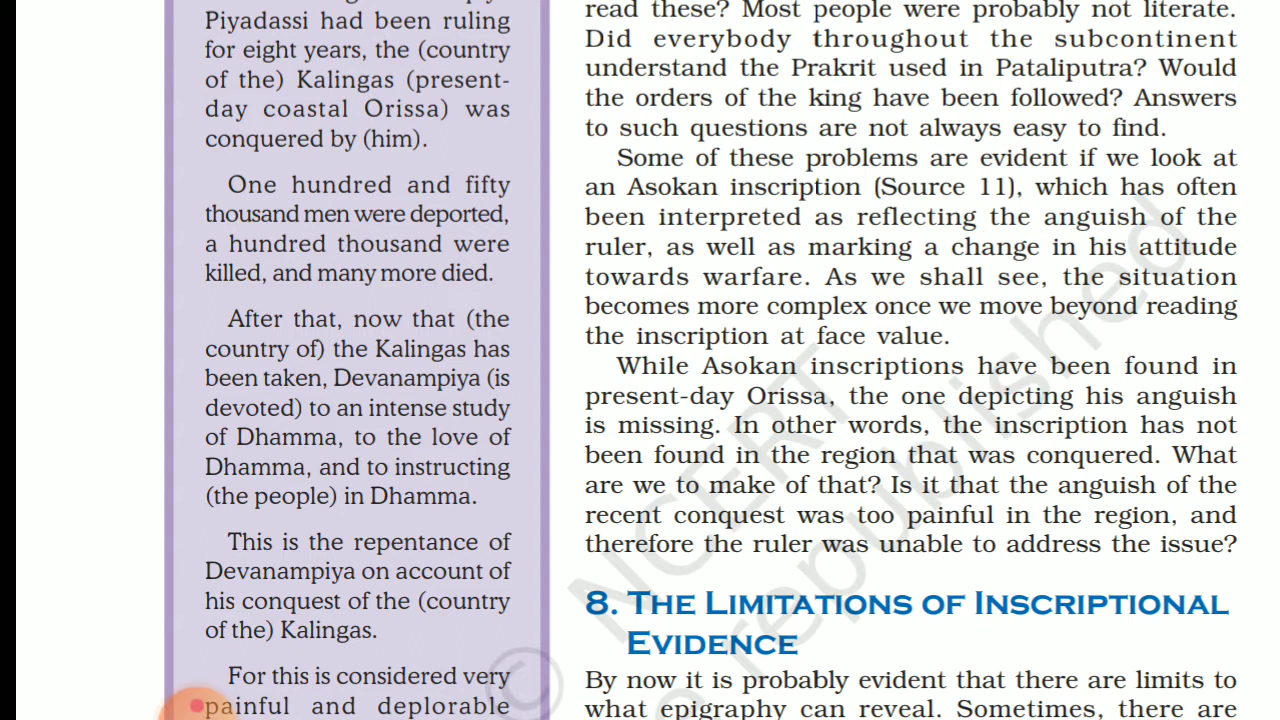 Piyadassi had been ruling
for eight years, the (country
of the) Kalingas (present-
day coastal Orissa) was
conquered by (him).
One hundred and fifty
thousand men were deported,
a hundred thousand were
killed, and many more died.
After that, now that (the
country of) the Kalingas has
been taken, Devanampiya (is
devoted) to an intense study
of Dhamma, to the love of
Dhamma, and to instructing
(the people) in Dhamma.
This is the repentance of
Devanampiya on account of
his conquest of the (country
of the) Kalingas.
For this is considered very
painful and deplorable
read these? Most people were probably not literate.
Did everybody throughout the subcontinent
understand the Prakrit used in Pataliputra? Would
the orders of the king have been followed? Answers
to such questions are not always easy to find.
Some of these problems are evident if we look at
an Asokan inscription (Source 11), which has often
been interpreted as reflecting the anguish of the
ruler, as well as marking a change in his attitude
towards warfare. As we shall see, the situation
becomes more complex once we move beyond reading
the inscription at face value.
While Asokan inscriptions have been found in
present-day Orissa, the one depicting his anguish
is missing. In other words, the inscription has not
been found in the region that was conquered. What
are we to make of that? Is it that the anguish of the
recent conquest was too painful in the region, and
therefore the ruler was unable to address the issue?
8. THE LIMITATIONS OF INSCRIPTIONAL
EVIDENCE
By now it is probably evident that there are limits to
what epigraphy can reveal. Sometimes, there are
© NCERT
republished